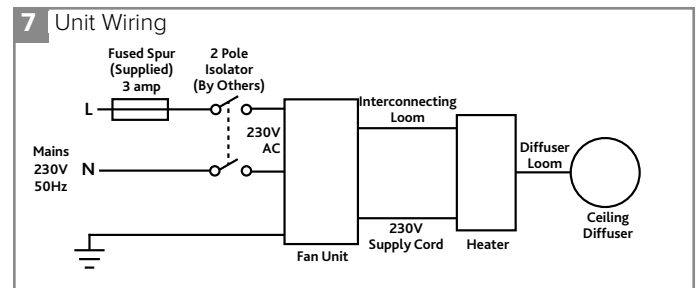 7 Unit Wiring
Fused Spur
(Supplied)
3 amp
2 Pole
Isolator
(By Others)
L
230V
AC
Mains
230V
50Hz
N
Interconnecting
Loom
230V
Supply Cord
Fan Unit
Heater
Diffuser
Loom
Ceiling
Diffuser